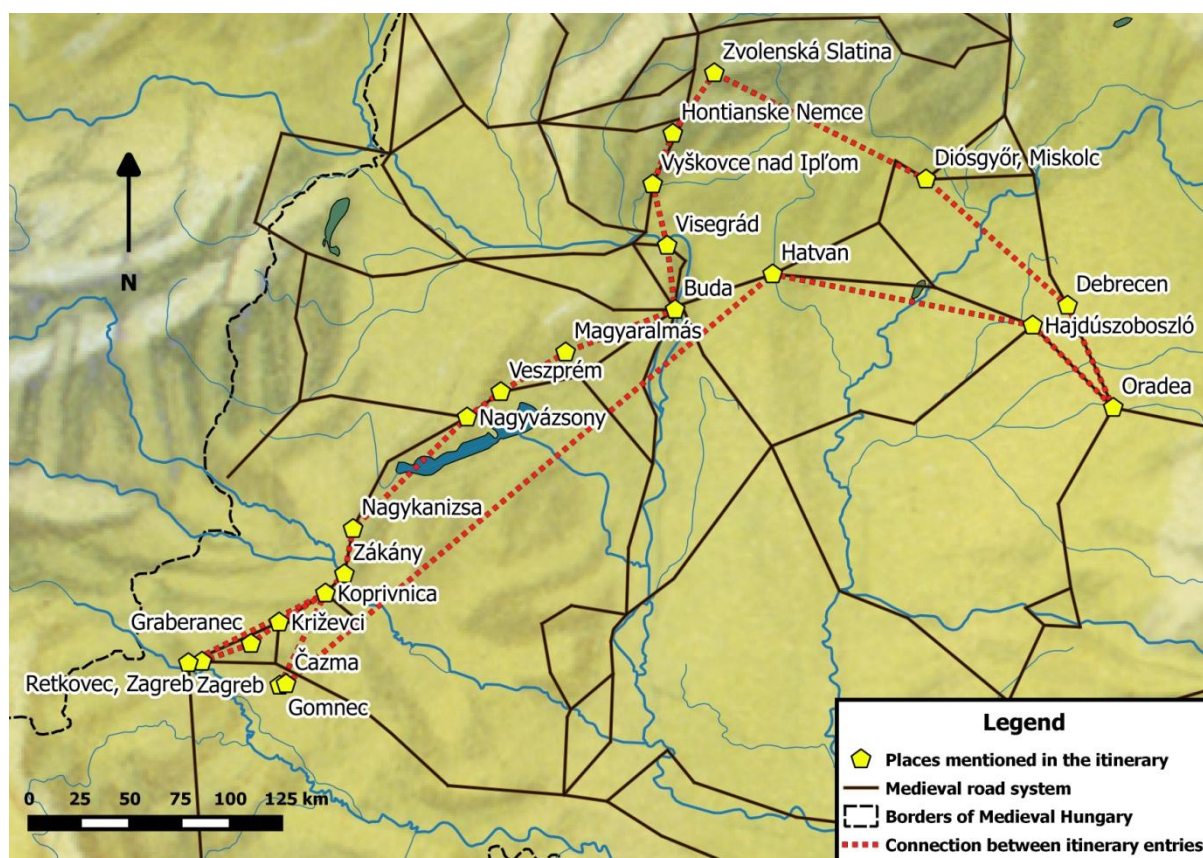 Zvolenská Slatina
Hontianske Nemce
Vyškovce nad Ipľom
Diósgyőr, Miskolc
Visegrád
Hatvan
N
Buda
Debrecen
Magyaralmás
Hajdúszoboszló
Veszprém
Oradea
Nagyvázsony
Nagykanizsa
Zákány
Koprivnica
Graberanec
Križevci
Čazma
Retkovec, Zagreb
Zagreb
Gomnec
0 25 50 75 100 125 km
Legend
Places mentioned in the itinerary
Medieval road system
Borders of Medieval Hungary
Connection between itinerary entries